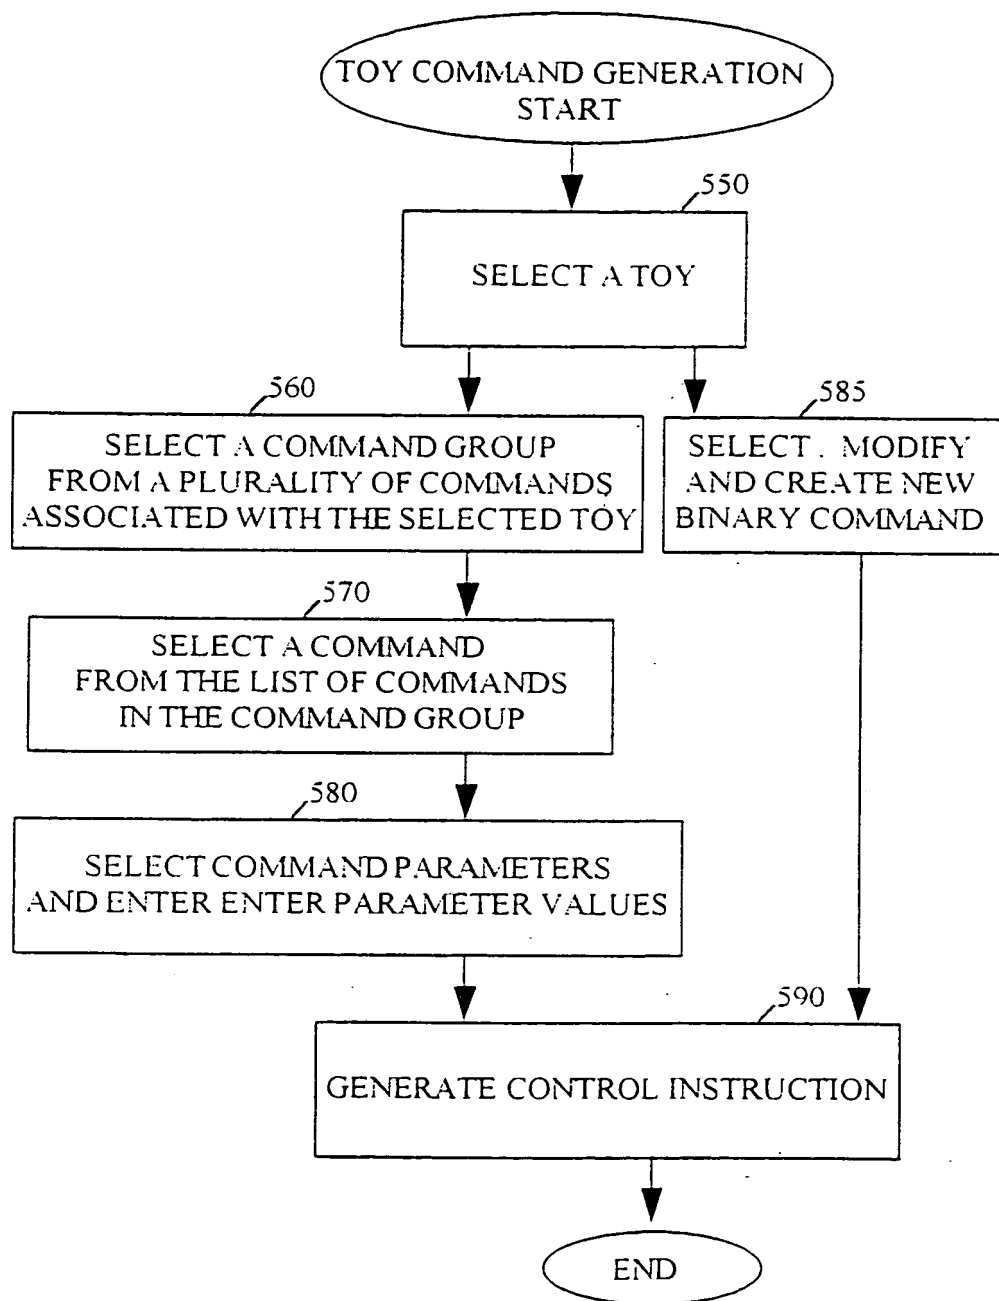 TOY COMMAND GENERATION
START
550
SELECT A TOY
560
SELECT A COMMAND GROUP
FROM A PLURALITY OF COMMANDS
ASSOCIATED WITH THE SELECTED TOY
585
SELECT . MODIFY
AND CREATE NEW
BINARY COMMAND
570
SELECT A COMMAND
FROM THE LIST OF COMMANDS
IN THE COMMAND GROUP
580
SELECT COMMAND PARAMETERS
AND ENTER ENTER PARAMETER VALUES
590
GENERATE CONTROL INSTRUCTION
END